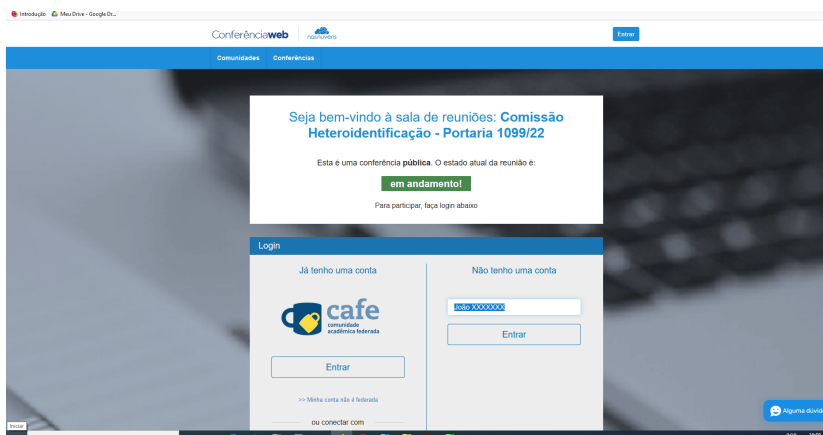 Introdução Meu Drive - Google Dr...
Conferênciaweb nasnuvens Entrar
Comunidades Conferências
Seja bem-vindo à sala de reuniões: Comissão
Heteroidentificação - Portaria 1099/22
Esta é uma conferência pública. O estado atual da reunião é:
em andamento!
Para participar, faça login abaixo
Login
Já tenho uma conta
Não tenho uma conta
cafe
comunidade
acadêmica federada
João XXXXXXX
Entrar
Entrar
>> Minha conta não é federada
ou conectar com
Alguma dúvid
Iniciar